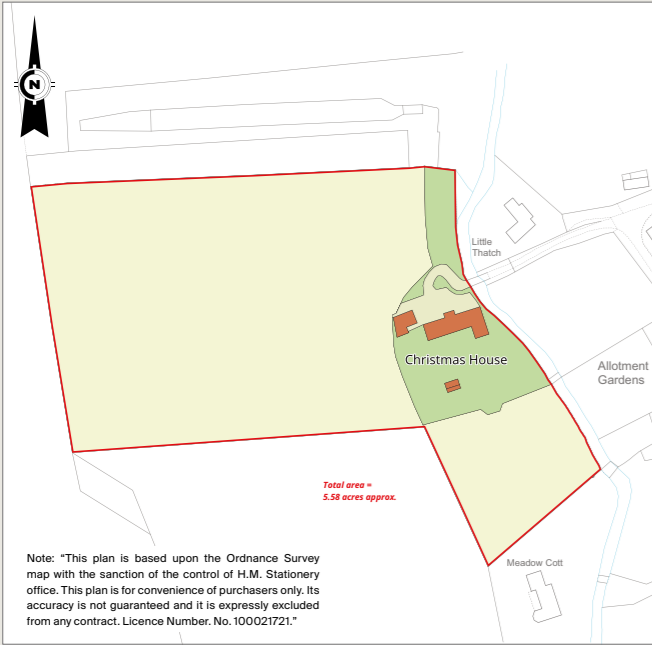 N
Little
Thatch
Christmas House
Allotment
Gardens
Total area =
5.58 acres approx.
Note: “This plan is based upon the Ordnance Survey
map with the sanction of the control of H.M. Stationery
office. This plan is for convenience of purchasers only. Its
accuracy is not guaranteed and it is expressly excluded
from any contract. Licence Number. No. 100021721.”
Meadow Cott